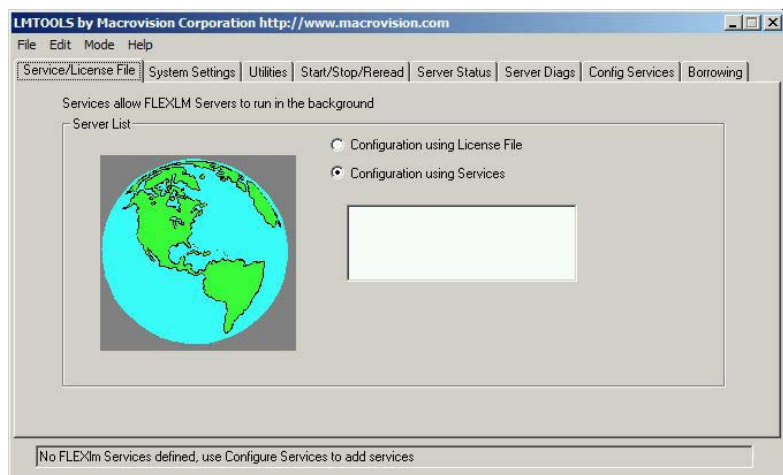 LMTOOLS by Macrovision Corporation http://www.macrovision.com
File Edit Mode Help
Service/License File System Settings Utilities Start/Stop/Reread Server Status Server Diags Config Services Borrowing
Services allow FLEXLM Servers to run in the background
Server List
Configuration using License File
Configuration using Services
No FLEXlm Services defined, use Configure Services to add services